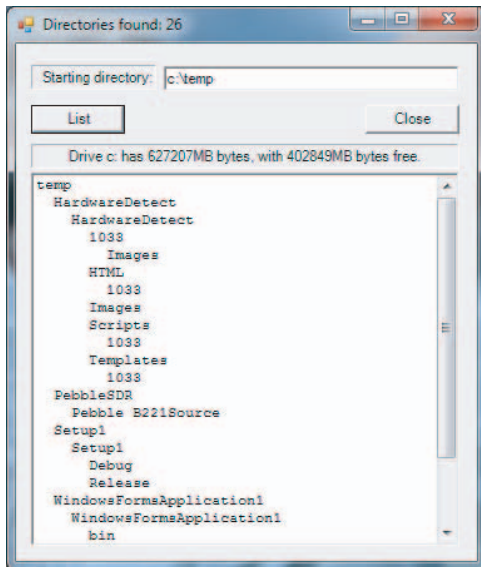 Directories found: 26
Starting directory: c:\temp
List Close
Drive c: has 627207MB bytes, with 402849MB bytes free.
temp
HardwareDetect
HardwareDetect
1033
Images
HTML
1033
Images
Scripts
1033
Templates
1033
PebbleSDR
Pebble B221Source
Setup1
Setup1
Debug
Release
WindowsFormsApplication1
WindowsFormsApplication1
bin